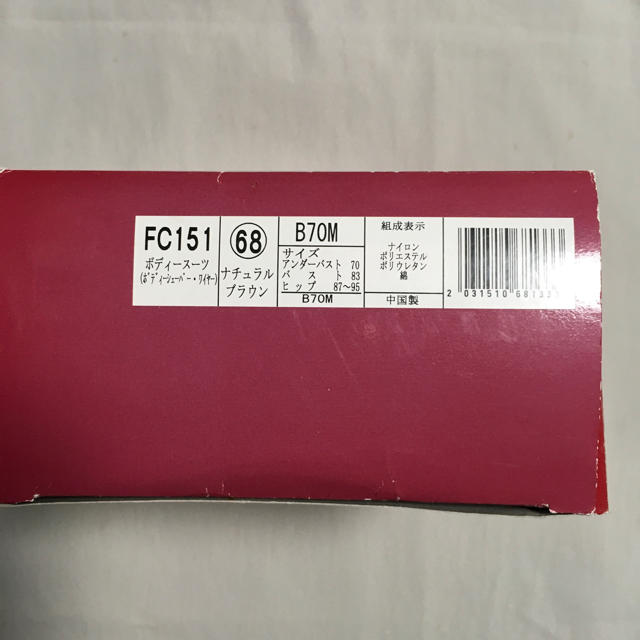 FC151
ボディースーツ
(ボディーシェーパー・ワイヤー)
68
ナチュラル
ブラウン
B70M
サイズ
アンダーバスト 70
バスト 83
ヒップ 87~95
B70M
組成表示
ナイロン
ポリエステル
ポリウレタン
綿
中国製